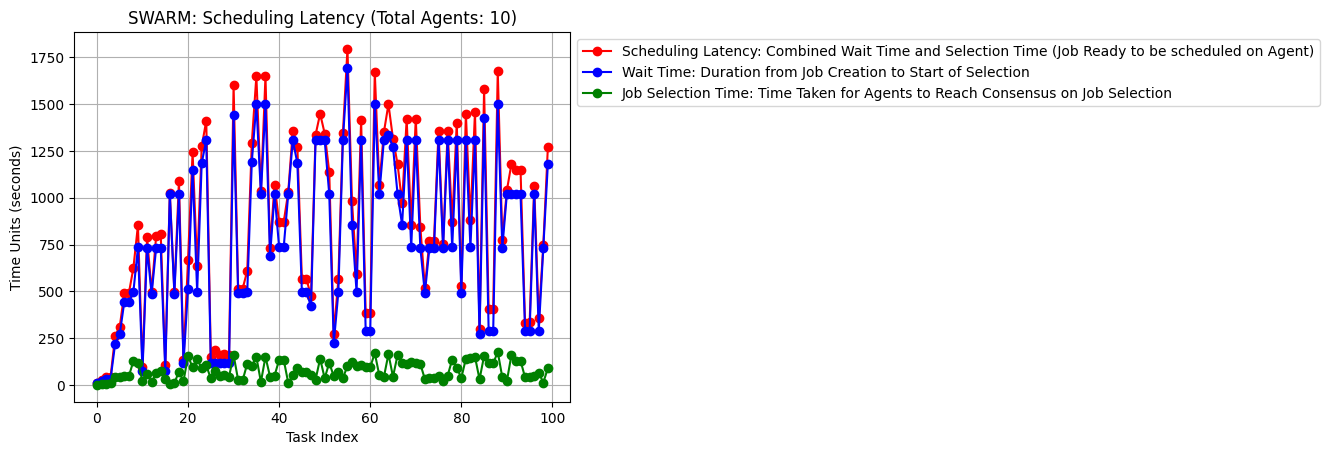 SWARM: Scheduling Latency (Total Agents: 10)
Scheduling Latency: Combined Wait Time and Selection Time (Job Ready to be scheduled on Agent)
Wait Time: Duration from Job Creation to Start of Selection
Job Selection Time: Time Taken for Agents to Reach Consensus on Job Selection
Time Units (seconds)
1750
1500
1250
1000
750
500
250
0
0 20 40 60 80 100
Task Index